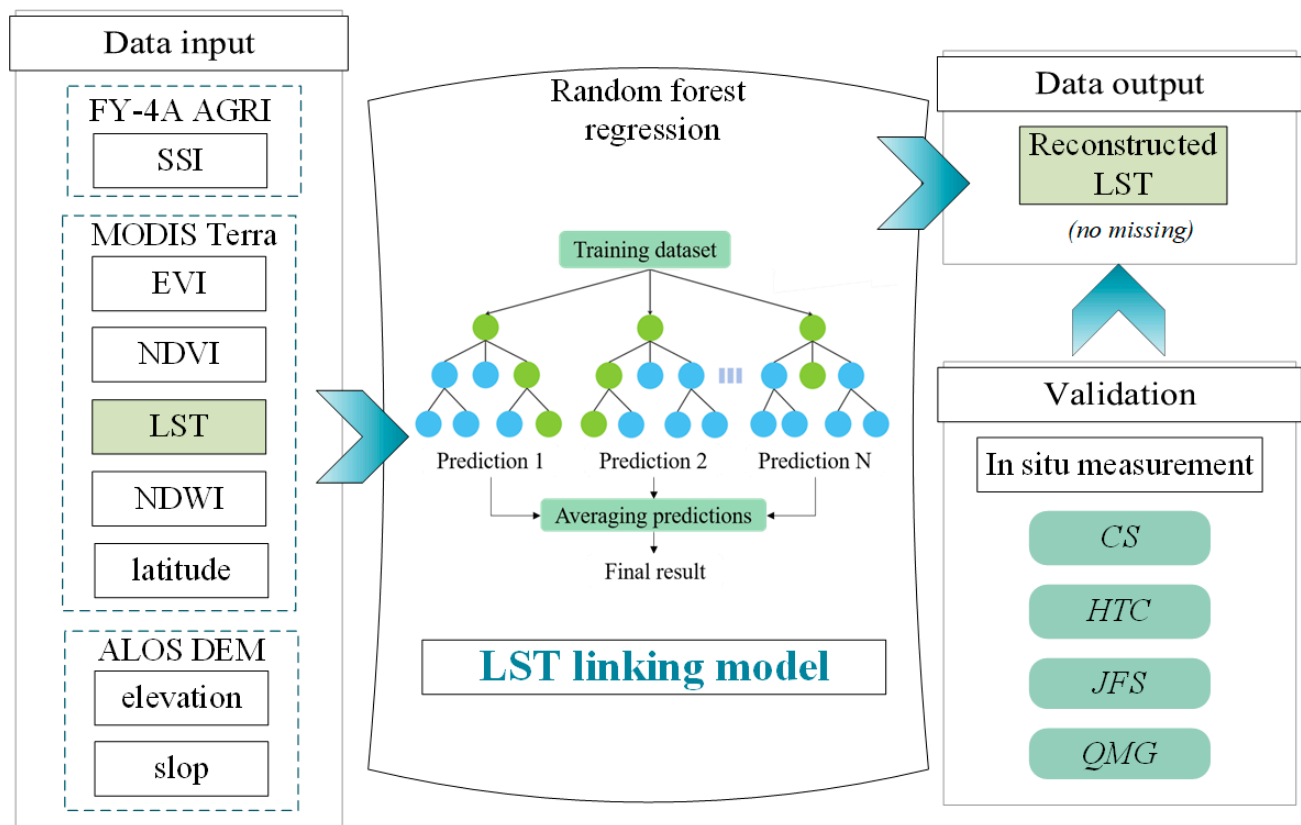 Data input
FY-4A AGRI
SSI
MODIS Terra
EVI
NDVI
LST
NDWI
latitude
ALOS DEM
elevation
slop
Random forest
regression
Training dataset
Prediction 1
Prediction 2
Prediction N
Averaging predictions
Final result
LST linking model
Data output
Reconstructed
LST
(no missing)
Validation
In situ measurement
CS
HTC
JFS
QMG